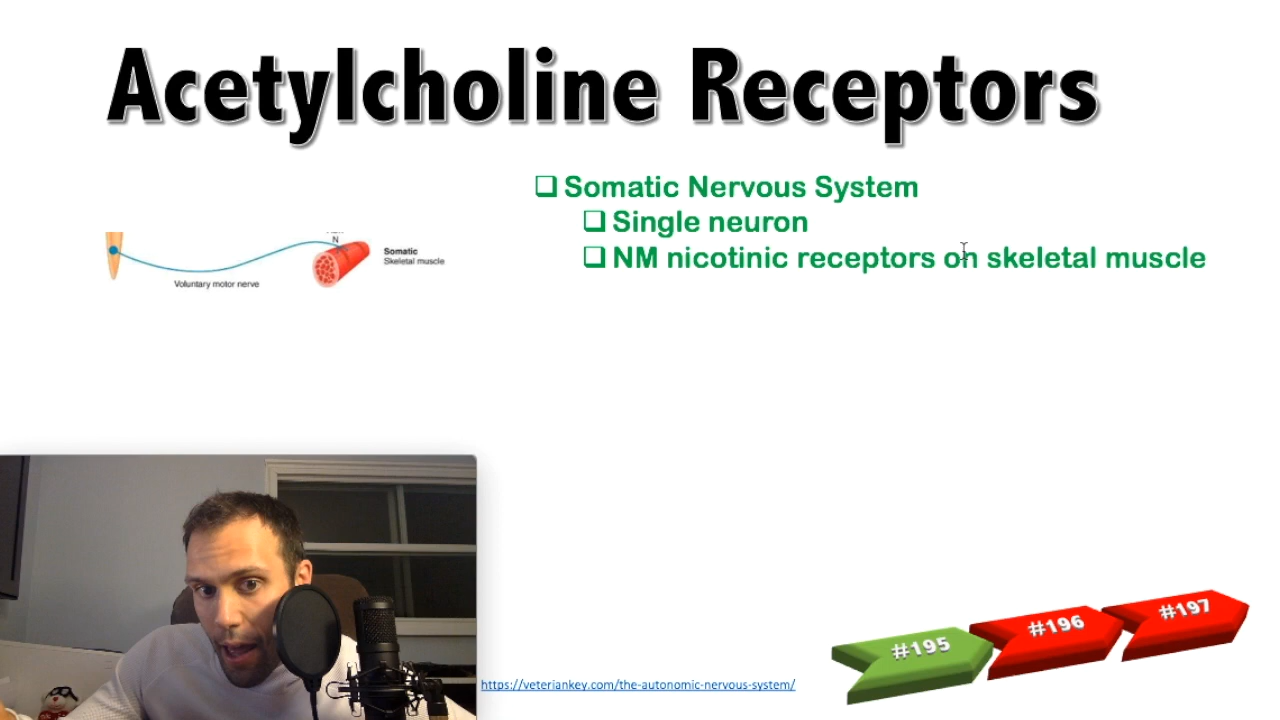 Acetylcholine Receptors
Somatic Nervous System
Single neuron
NM nicotinic receptors on skeletal muscle
N
Somatic
Skeletal muscle
Voluntary motor nerve
#195
#196
#197
https://veteriankey.com/the-autonomic-nervous-system/